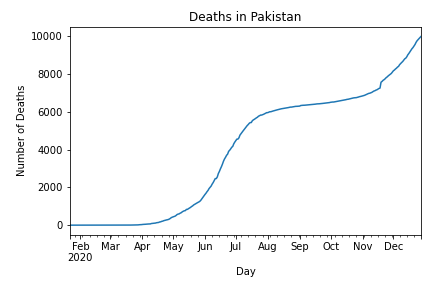 Deaths in Pakistan
10000
8000
6000
4000
2000
0
Number of Deaths
Feb Mar Apr May Jun Jul Aug Sep Oct Nov Dec
2020
Day